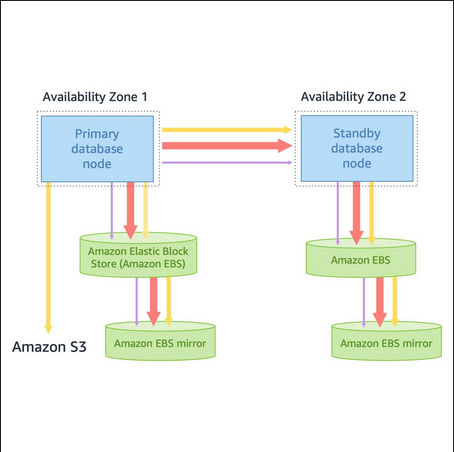 Availability Zone 1
Availability Zone 2
Primary
database
node
Standby
database
node
Amazon Elastic Block
Store (Amazon EBS)
Amazon EBS
Amazon S3
Amazon EBS mirror
Amazon EBS mirror